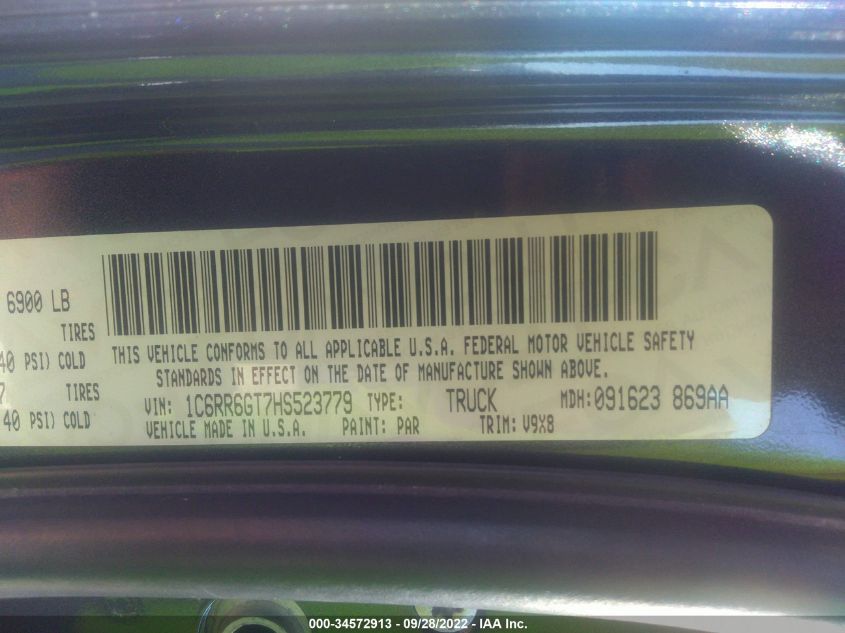 6900 LB
TIRES
40 PSI) COLD
7 TIRES
40 PSI) COLD
THIS VEHICLE CONFORMS TO ALL APPLICABLE U.S.A. FEDERAL MOTOR VEHICLE SAFETY
STANDARDS IN EFFECT ON THE DATE OF MANUFACTURE SHOWN ABOVE.
VIN: 1C6RR6GT7HS523779 TYPE: TRUCK MDH:091623 869AA
VEHICLE MADE IN U.S.A. PAINT: PAR TRIM: V9X8
000-34572913 - 09/28/2022 - IAA Inc.